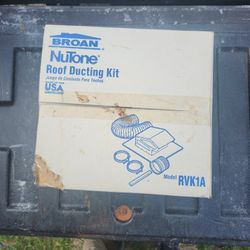 BROAN
NuTone
Roof Ducting Kit
Juego de Conducto Para Techos
USA
Model RVK1A